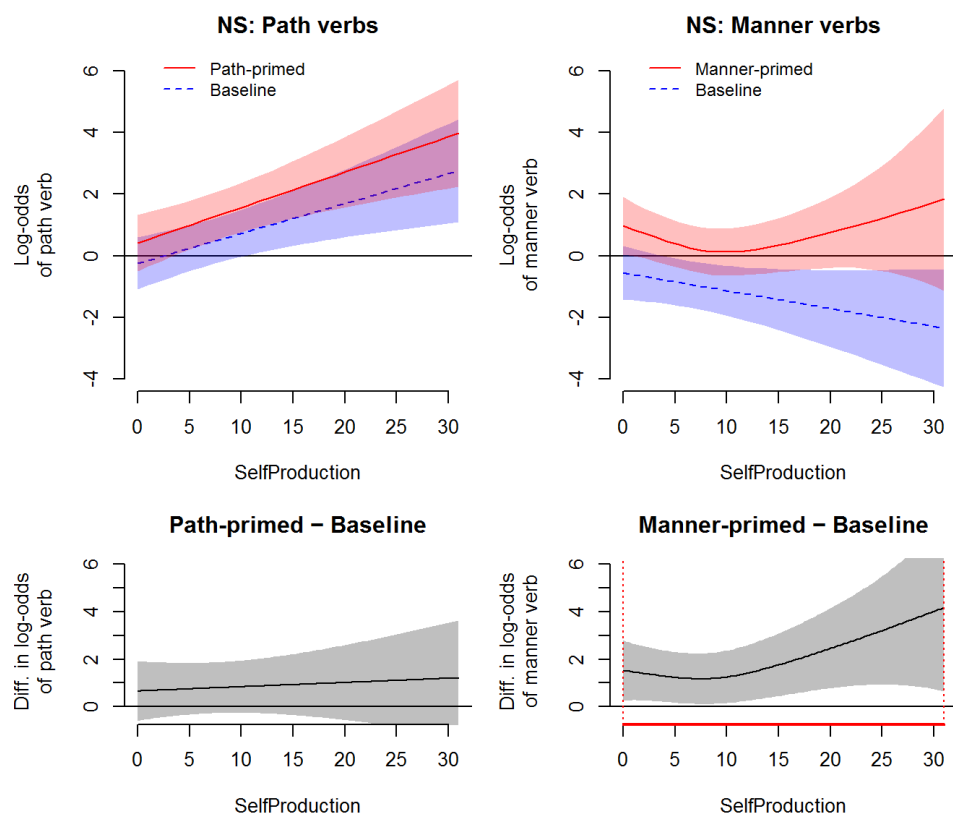 NS: Path verbs
Path-primed
Baseline
Log-odds
of path verb
6
4
2
0
-2
-4
0 5 10 15 20 25 30
SelfProduction
NS: Manner verbs
Manner-primed
Baseline
Log-odds
of manner verb
6
4
2
0
-2
-4
0 5 10 15 20 25 30
SelfProduction
Path-primed − Baseline
Diff. in log-odds
of path verb
6
4
2
0
0 5 10 15 20 25 30
SelfProduction
Manner-primed − Baseline
Diff. in log-odds
of manner verb
6
4
2
0
0 5 10 15 20 25 30
SelfProduction